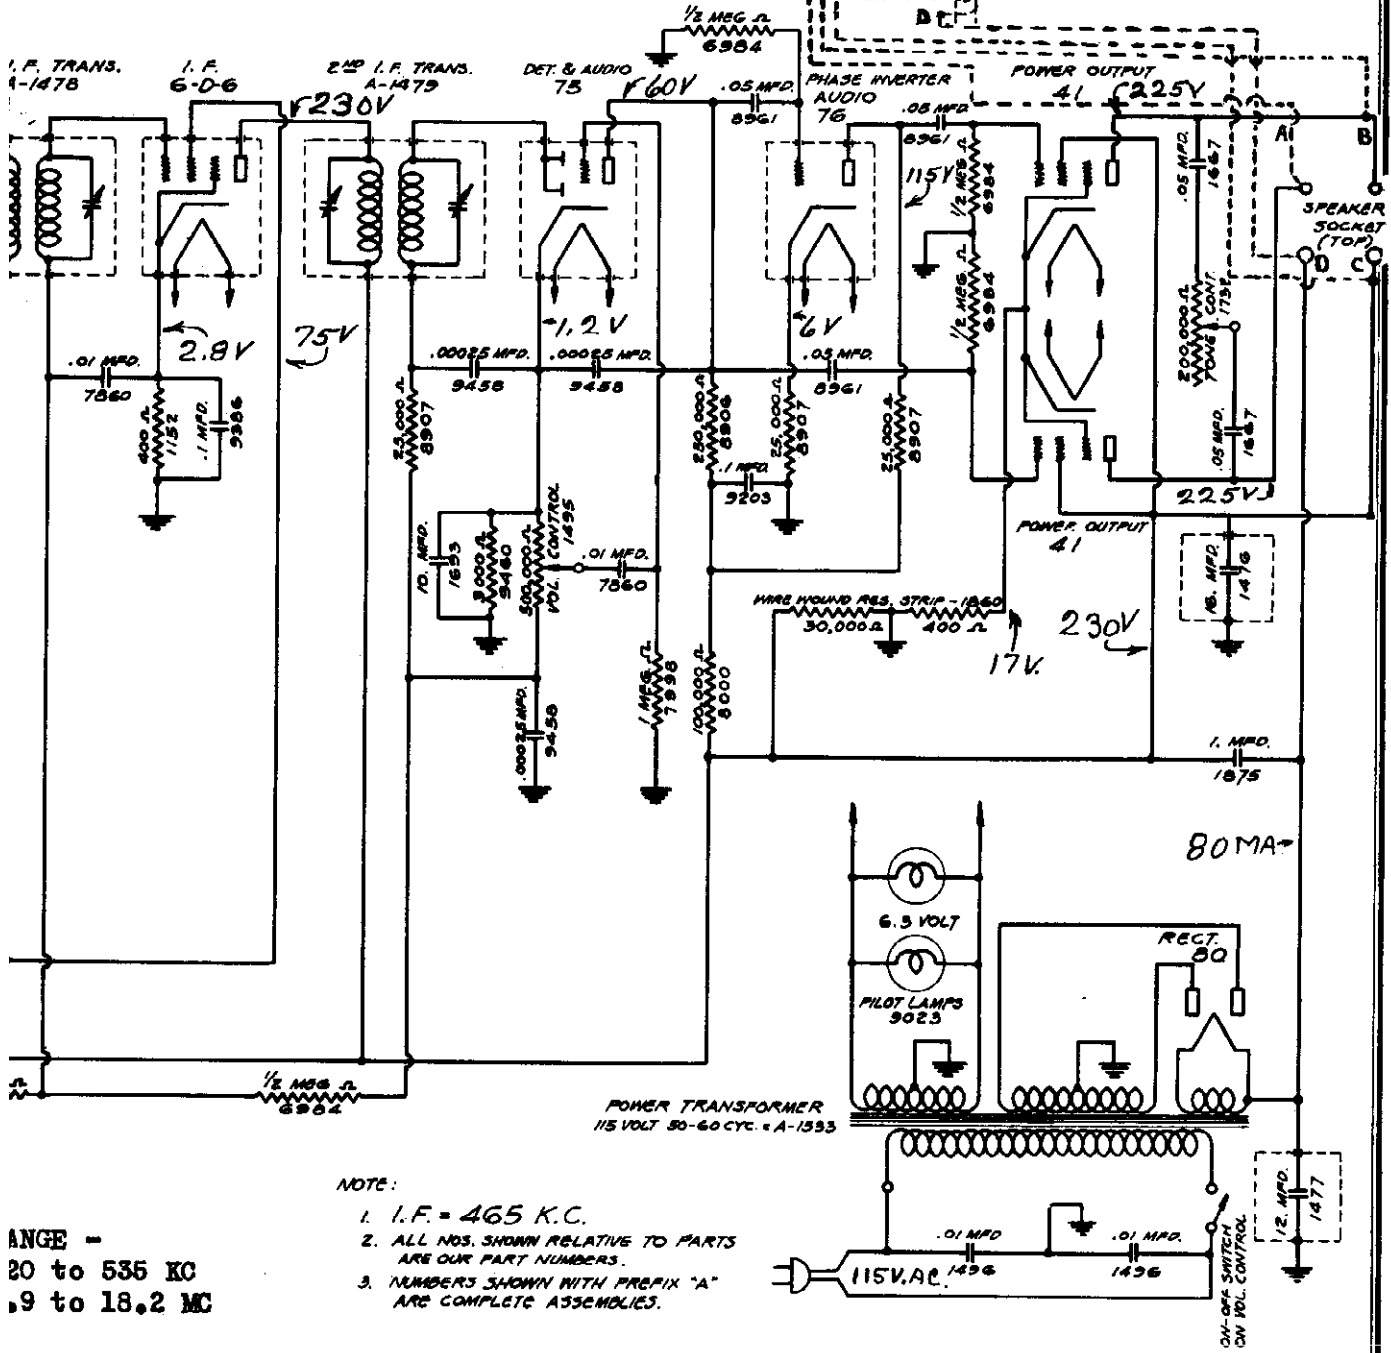 1/2 MEG Ω
6984
D
I.F. TRANS.
A-1478
I.F.
6-D-6
230V
2ND I.F. TRANS.
A-1479
DET. & AUDIO
75
60V
.05 MFD.
8961
PHASE INVERTER
AUDIO
76
.05 MFD.
8961
POWER OUTPUT
41
225V
A
B
115V
1/2 MEG Ω
6984
1/2 MEG. Ω
6984
.05 MFD.
1667
SPEAKER
SOCKET
(TOP)
D
C
200,000 Ω
TONE CONT.
1732
2.8V
75V
1.2V
6V
.01 MFD.
7860
400 Ω
1152
.1 MFD.
9386
.00025 MFD.
9458
.00025 MFD.
9458
.05 MFD.
8961
25,000 Ω
8907
250,000 Ω
8906
25,000 Ω
8907
25,000 Ω
8907
.1 MFD.
9203
.05 MFD.
1667
225V
POWER OUTPUT
41
10. MFD.
1693
3000 Ω
9460
500,000 Ω
VOL. CONTROL
1495
.01 MFD.
7860
WIRE WOUND RES. STRIP - 1860
30,000 Ω
400 Ω
17V.
230V
16. MFD.
1476
1 MEG. Ω
7998
100,000 Ω
8000
.00025 MFD.
9458
1. MFD.
1875
80MA
6.3 VOLT
PILOT LAMPS
9023
RECT.
80
Ω
1/2 MEG Ω
6984
POWER TRANSFORMER
115 VOLT 50-60 CYC. = A-1533
12. MFD.
1477
.01 MFD
1496
.01 MFD.
1496
115V.AC.
ON-OFF SWITCH
ON VOL. CONTROL
NOTE:
1. I.F. = 465 K.C.
2. ALL NOS. SHOWN RELATIVE TO PARTS
ARE OUR PART NUMBERS.
3. NUMBERS SHOWN WITH PREFIX "A"
ARE COMPLETE ASSEMBLIES.
ANGE -
20 to 535 KC
.9 to 18.2 MC